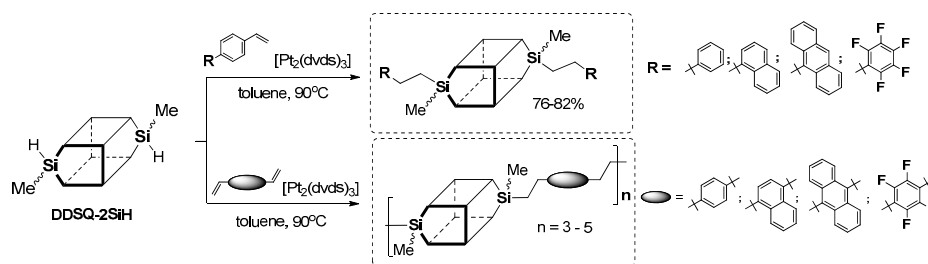 R
[Pt₂(dvds)₃]
toluene, 90°C
Me
R
Si
Si
R
Me
76-82%
R =
;
;
;
F
F
F
F
F
H
Si
Me
Me
Si
H
DDSQ-2SiH
[Pt₂(dvds)₃]
toluene, 90°C
Me
Si
Si
Me
n
n = 3 - 5
=
;
;
;
F
F
F
F